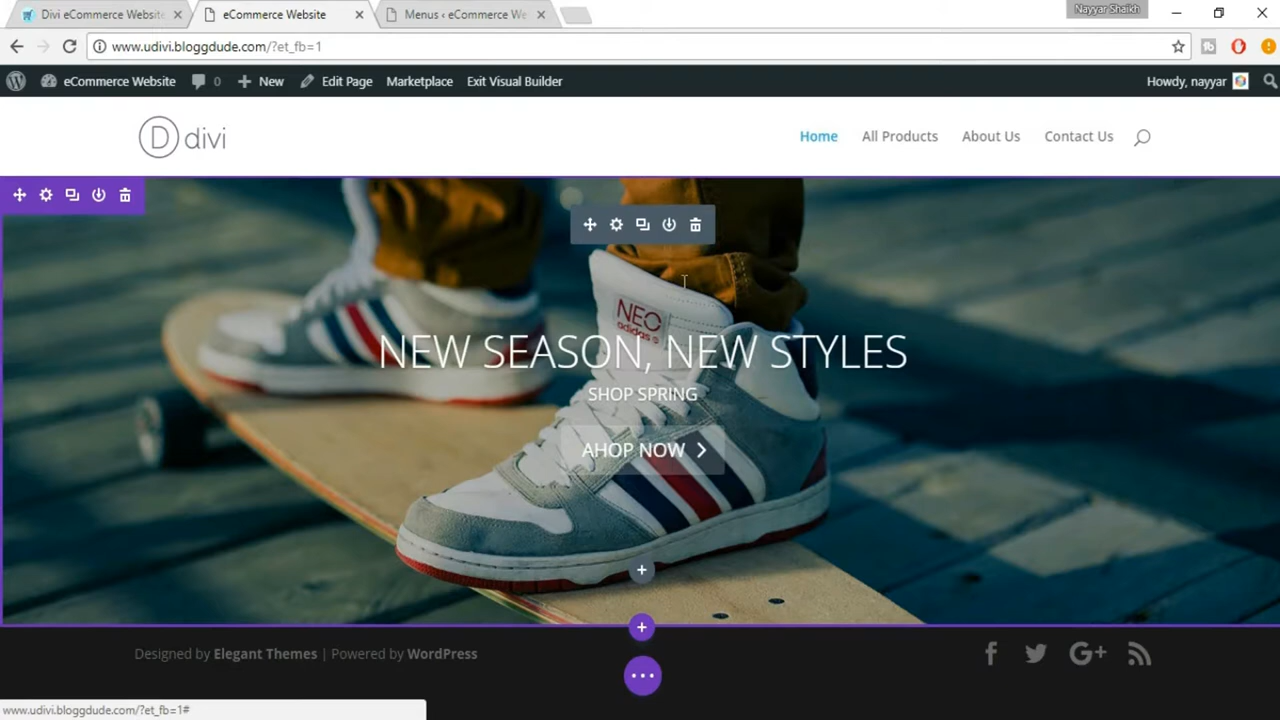 Divi eCommerce Website
eCommerce Website
Menus ‹ eCommerce We
Nayyar Shaikh
www.udivi.bloggdude.com/?et_fb=1
eCommerce Website
0
New
Edit Page
Marketplace
Exit Visual Builder
Howdy, nayyar
D divi
Home
All Products
About Us
Contact Us
NEO
adidas
NEW SEASON, NEW STYLES
SHOP SPRING
AHOP NOW
Designed by Elegant Themes | Powered by WordPress
www.udivi.bloggdude.com/?et_fb=1#